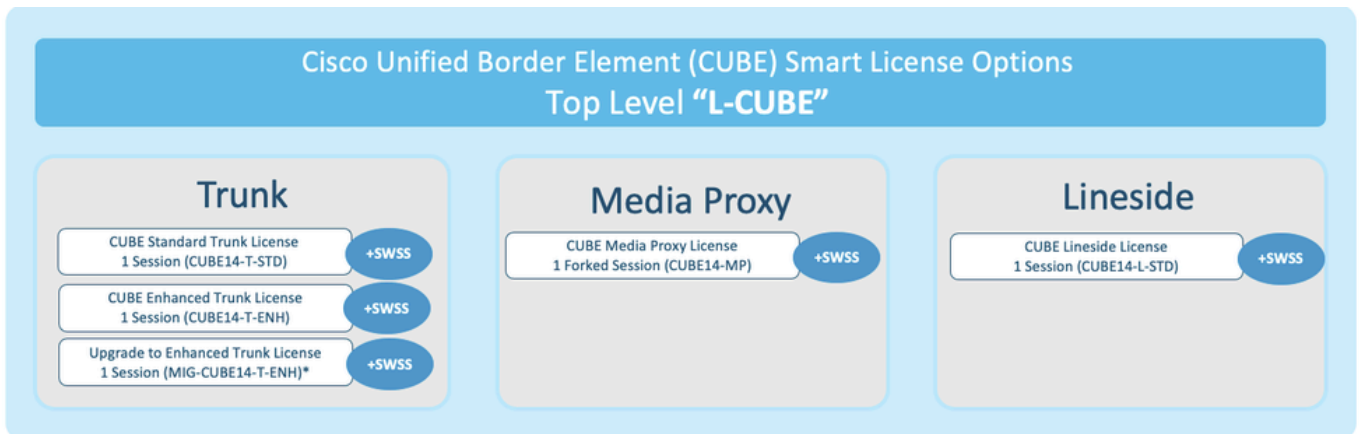 Cisco Unified Border Element (CUBE) Smart License Options
Top Level “L-CUBE”
Trunk
CUBE Standard Trunk License
1 Session (CUBE14-T-STD)
+SWSS
CUBE Enhanced Trunk License
1 Session (CUBE14-T-ENH)
+SWSS
Upgrade to Enhanced Trunk License
1 Session (MIG-CUBE14-T-ENH)*
+SWSS
Media Proxy
CUBE Media Proxy License
1 Forked Session (CUBE14-MP)
+SWSS
Lineside
CUBE Lineside License
1 Session (CUBE14-L-STD)
+SWSS